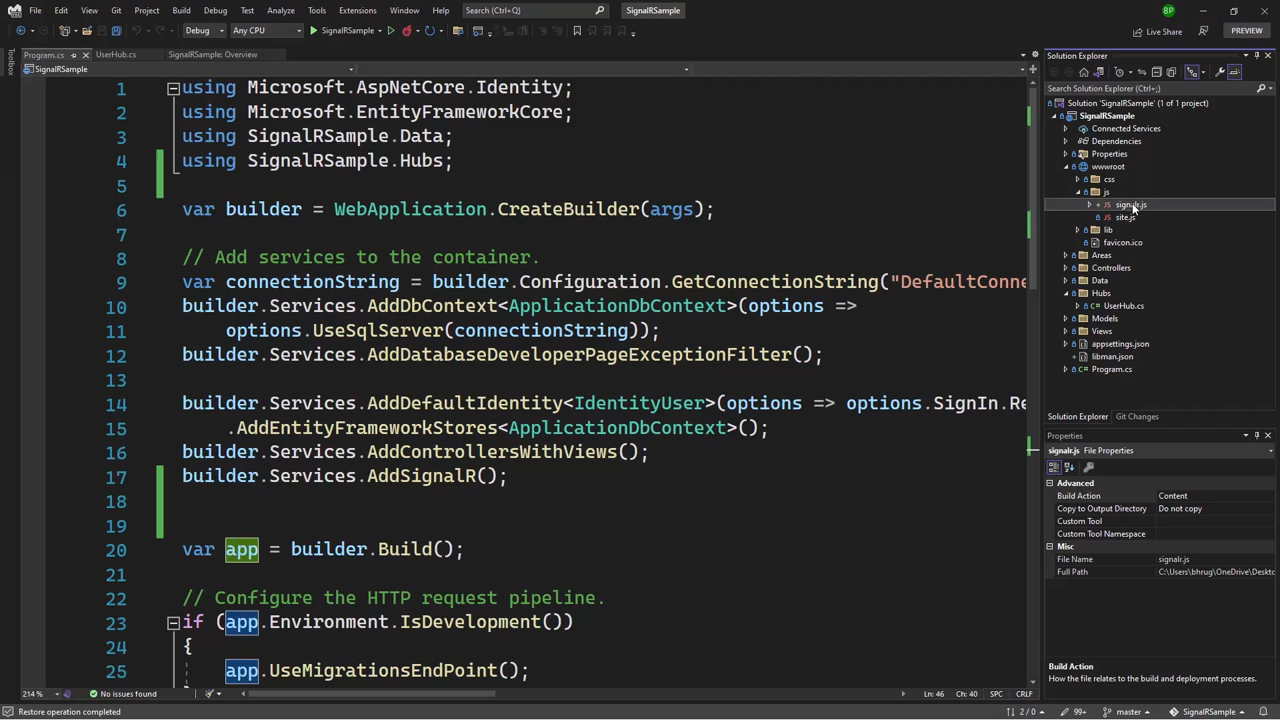 File Edit View Git Project Build Debug Test Analyze Tools Extensions Window Help Search (Ctrl+Q) SignalRSample BP
Debug Any CPU SignalRSample Live Share PREVIEW
Toolbox
Program.cs UserHub.cs SignalRSample: Overview
SignalRSample
1 using Microsoft.AspNetCore.Identity;
2 using Microsoft.EntityFrameworkCore;
3 using SignalRSample.Data;
4 using SignalRSample.Hubs;
5
6 var builder = WebApplication.CreateBuilder(args);
7
8 // Add services to the container.
9 var connectionString = builder.Configuration.GetConnectionString("DefaultConne
10 builder.Services.AddDbContext<ApplicationDbContext>(options =>
11 options.UseSqlServer(connectionString));
12 builder.Services.AddDatabaseDeveloperPageExceptionFilter();
13
14 builder.Services.AddDefaultIdentity<IdentityUser>(options => options.SignIn.Re
15 .AddEntityFrameworkStores<ApplicationDbContext>();
16 builder.Services.AddControllersWithViews();
17 builder.Services.AddSignalR();
18
19
20 var app = builder.Build();
21
22 // Configure the HTTP request pipeline.
23 if (app.Environment.IsDevelopment())
24 {
25 app.UseMigrationsEndPoint();
214 % No issues found Ln: 46 Ch: 40 SPC CRLF
Solution Explorer
Search Solution Explorer (Ctrl+;)
Solution 'SignalRSample' (1 of 1 project)
SignalRSample
Connected Services
Dependencies
Properties
wwwroot
css
js
signalr.js
site.js
lib
favicon.ico
Areas
Controllers
Data
Hubs
UserHub.cs
Models
Views
appsettings.json
libman.json
Program.cs
Solution Explorer Git Changes
Properties
signalr.js File Properties
Advanced
Build Action Content
Copy to Output Directory Do not copy
Custom Tool
Custom Tool Namespace
Misc
File Name signalr.js
Full Path C:\Users\bhrug\OneDrive\Deskto
Build Action
How the file relates to the build and deployment processes.
Restore operation completed 2 / 0 99+ master SignalRSample